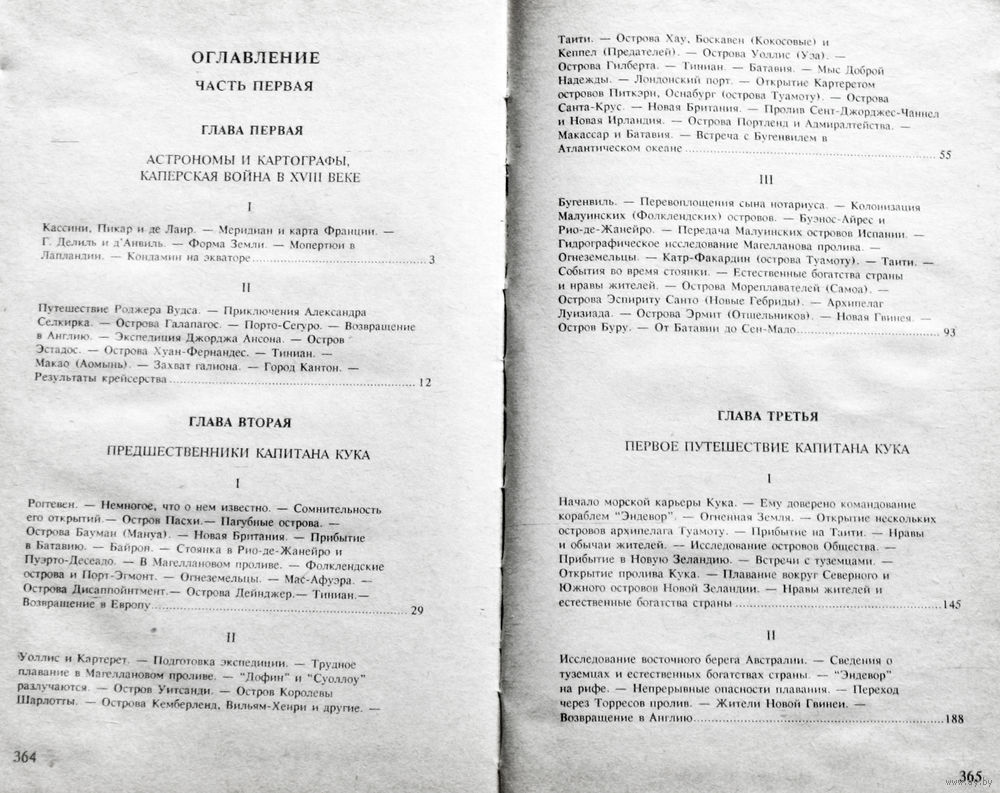 ОГЛАВЛЕНИЕ
ЧАСТЬ ПЕРВАЯ
ГЛАВА ПЕРВАЯ
АСТРОНОМЫ И КАРТОГРАФЫ,
КАПЕРСКАЯ ВОЙНА В XVIII ВЕКЕ
I
Кассини, Пикар и де Лаир. — Меридиан и карта Франции. —
Г. Делиль и д'Анвиль. — Форма Земли. — Мопертюи в
Лапландии. — Кондамин на экваторе 3
II
Путешествие Роджера Вудса. — Приключения Александра
Селкирка. — Острова Галапагос. — Порто-Сегуро. — Возвращение
в Англию. — Экспедиция Джорджа Ансона. — Остров
Эстадос. — Острова Хуан-Фернандес. — Тиниан. —
Макао (Аомынь). — Захват галиона. — Город Кантон. —
Результаты крейсерства 12
ГЛАВА ВТОРАЯ
ПРЕДШЕСТВЕННИКИ КАПИТАНА КУКА
I
Роггевен. — Немногое, что о нем известно. — Сомнительность
его открытий.— Остров Пасхи.— Пагубные острова. —
Острова Бауман (Мануа). — Новая Британия. — Прибытие
в Батавию. — Байрон. — Стоянка в Рио-де-Жанейро и
Пуэрто-Десеадо. — В Магеллановом проливе. — Фолклендские
острова и Порт-Эгмонт. — Огнеземельцы. — Мас-Афуэра. —
Острова Дисаппойнтмент.— Острова Дейнджер.— Тиниан.—
Возвращение в Европу 29
II
Уоллис и Картерет. — Подготовка экспедиции. — Трудное
плавание в Магеллановом проливе. — "Дофин" и "Суоллоу"
разлучаются. — Остров Уитсанди. — Остров Королевы
Шарлотты. — Острова Кемберленд, Вильям-Хенри и другие. —
364
Таити. — Острова Хау, Боскавен (Кокосовые) и
Кеппел (Предателей). — Острова Уоллис (Уэа). —
Острова Гилберта. — Тиниан. — Батавия. — Мыс Доброй
Надежды. — Лондонский порт. — Открытие Картеретом
островов Питкэрн, Оснабург (острова Туамоту). — Острова
Санта-Крус. — Новая Британия. — Пролив Сент-Джорджес-Чаннел
и Новая Ирландия. — Острова Портленд и Адмиралтейства. —
Макассар и Батавия. — Встреча с Бугенвилем в
Атлантическом океане 55
III
Бугенвиль. — Перевоплощения сына нотариуса. — Колонизация
Малуинских (Фолклендских) островов. — Буэнос-Айрес и
Рио-де-Жанейро. — Передача Малуинских островов Испании. —
Гидрографическое исследование Магелланова пролива. —
Огнеземельцы. — Катр-Факардин (острова Туамоту). — Таити. —
События во время стоянки. — Естественные богатства страны
и нравы жителей. — Острова Мореплавателей (Самоа). —
Острова Эспириту Санто (Новые Гебриды). — Архипелаг
Луизиада. — Острова Эрмит (Отшельников). — Новая Гвинея. —
Остров Буру. — От Батавии до Сен-Мало 93
ГЛАВА ТРЕТЬЯ
ПЕРВОЕ ПУТЕШЕСТВИЕ КАПИТАНА КУКА
I
Начало морской карьеры Кука. — Ему доверено командование
кораблем "Эндевор". — Огненная Земля. — Открытие нескольких
островов архипелага Туамоту. — Прибытие на Таити. — Нравы
и обычаи жителей. — Исследование островов Общества. —
Прибытие в Новую Зеландию. — Встречи с туземцами. —
Открытие пролива Кука. — Плавание вокруг Северного и
Южного островов Новой Зеландии. — Нравы жителей и
естественные богатства страны 145
II
Исследование восточного берега Австралии. — Сведения о
туземцах и естественных богатствах страны. — "Эндевор"
на рифе. — Непрерывные опасности плавания. — Переход
через Торресов пролив. — Жители Новой Гвинеи. —
Возвращение в Англию 188
365
www.ay.by